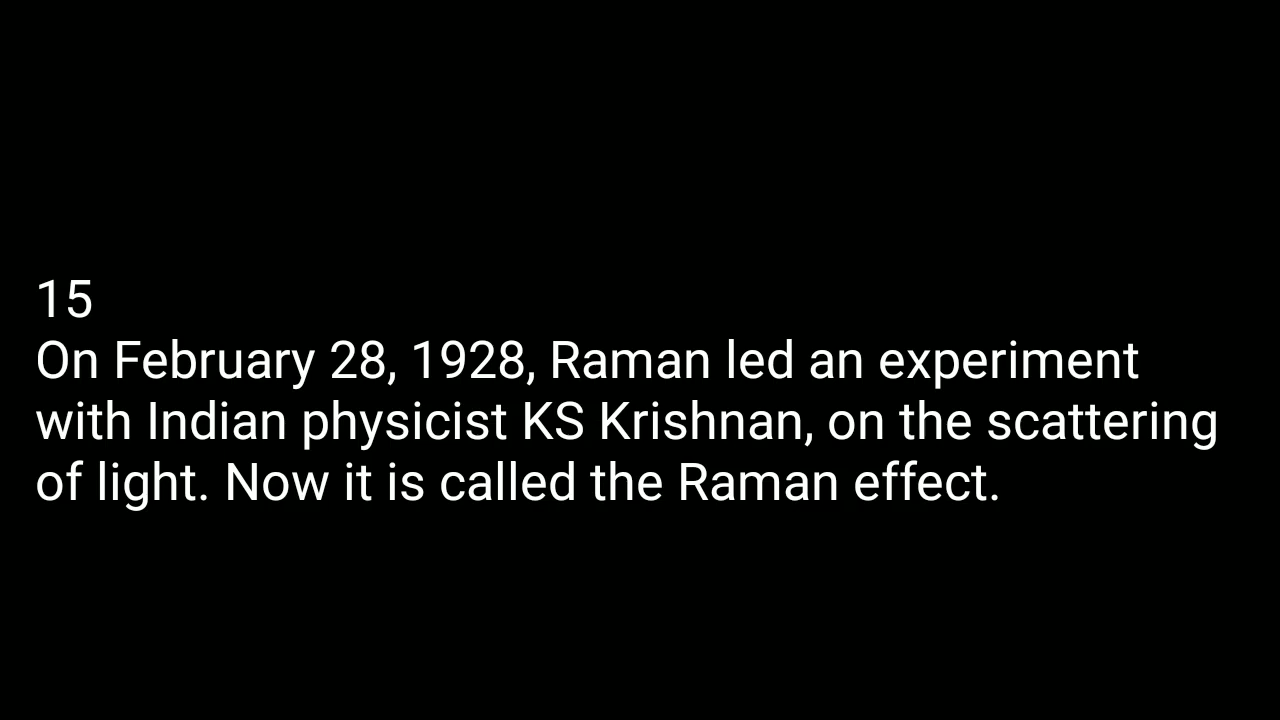 15
On February 28, 1928, Raman led an experiment
with Indian physicist KS Krishnan, on the scattering
of light. Now it is called the Raman effect.